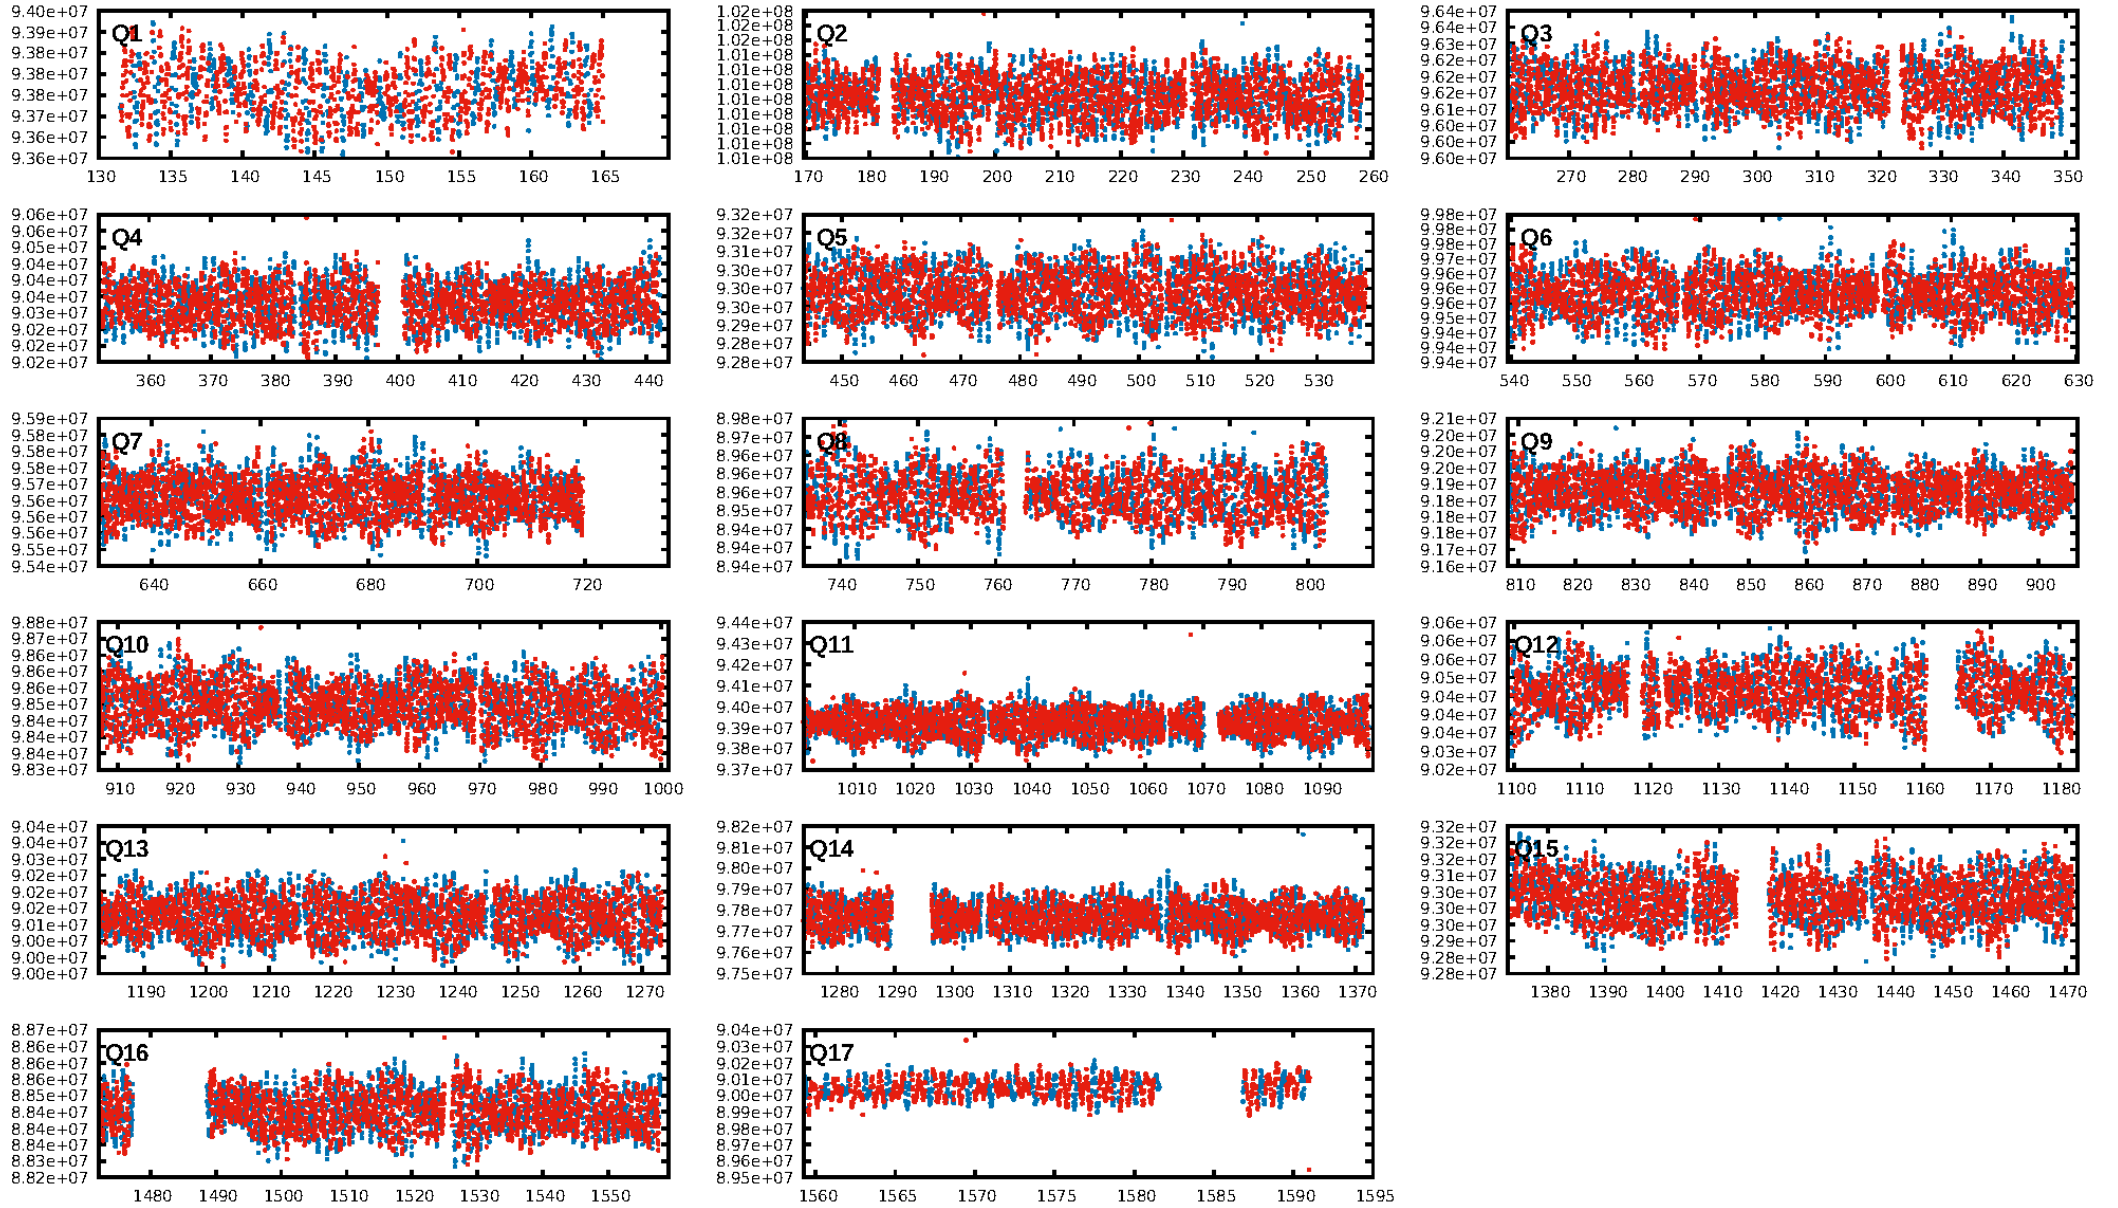 Q1
9.40e+07
9.39e+07
9.38e+07
9.38e+07
9.38e+07
9.37e+07
9.36e+07
9.36e+07
130 135 140 145 150 155 160 165
Q2
1.02e+08
1.02e+08
1.02e+08
1.01e+08
1.01e+08
1.01e+08
1.01e+08
1.01e+08
1.01e+08
1.01e+08
1.01e+08
170 180 190 200 210 220 230 240 250 260
Q3
9.64e+07
9.64e+07
9.63e+07
9.62e+07
9.62e+07
9.62e+07
9.61e+07
9.60e+07
9.60e+07
9.60e+07
270 280 290 300 310 320 330 340 350
Q4
9.06e+07
9.06e+07
9.05e+07
9.04e+07
9.04e+07
9.04e+07
9.03e+07
9.02e+07
9.02e+07
9.02e+07
360 370 380 390 400 410 420 430 440
Q5
9.32e+07
9.32e+07
9.31e+07
9.30e+07
9.30e+07
9.30e+07
9.29e+07
9.28e+07
9.28e+07
450 460 470 480 490 500 510 520 530
Q6
9.98e+07
9.98e+07
9.98e+07
9.97e+07
9.96e+07
9.96e+07
9.96e+07
9.95e+07
9.94e+07
9.94e+07
9.94e+07
540 550 560 570 580 590 600 610 620 630
Q7
9.59e+07
9.58e+07
9.58e+07
9.58e+07
9.57e+07
9.56e+07
9.56e+07
9.56e+07
9.55e+07
9.54e+07
640 660 680 700 720
Q8
8.98e+07
8.97e+07
8.96e+07
8.96e+07
8.96e+07
8.95e+07
8.94e+07
8.94e+07
8.94e+07
740 750 760 770 780 790 800
Q9
9.21e+07
9.20e+07
9.20e+07
9.20e+07
9.19e+07
9.18e+07
9.18e+07
9.18e+07
9.17e+07
9.16e+07
810 820 830 840 850 860 870 880 890 900
Q10
9.88e+07
9.87e+07
9.86e+07
9.86e+07
9.86e+07
9.85e+07
9.84e+07
9.84e+07
9.84e+07
9.83e+07
910 920 930 940 950 960 970 980 990 1000
Q11
9.44e+07
9.43e+07
9.42e+07
9.41e+07
9.40e+07
9.39e+07
9.38e+07
9.37e+07
1010 1020 1030 1040 1050 1060 1070 1080 1090
Q12
9.06e+07
9.06e+07
9.06e+07
9.05e+07
9.04e+07
9.04e+07
9.04e+07
9.03e+07
9.02e+07
1100 1110 1120 1130 1140 1150 1160 1170 1180
Q13
9.04e+07
9.04e+07
9.03e+07
9.02e+07
9.02e+07
9.02e+07
9.01e+07
9.00e+07
9.00e+07
9.00e+07
1190 1200 1210 1220 1230 1240 1250 1260 1270
Q14
9.82e+07
9.81e+07
9.80e+07
9.79e+07
9.78e+07
9.77e+07
9.76e+07
9.75e+07
1280 1290 1300 1310 1320 1330 1340 1350 1360 1370
Q15
9.32e+07
9.32e+07
9.32e+07
9.31e+07
9.30e+07
9.30e+07
9.30e+07
9.29e+07
9.28e+07
9.28e+07
1380 1390 1400 1410 1420 1430 1440 1450 1460 1470
Q16
8.87e+07
8.86e+07
8.86e+07
8.86e+07
8.85e+07
8.84e+07
8.84e+07
8.84e+07
8.83e+07
8.82e+07
1480 1490 1500 1510 1520 1530 1540 1550
Q17
9.04e+07
9.03e+07
9.02e+07
9.01e+07
9.00e+07
8.99e+07
8.98e+07
8.97e+07
8.96e+07
8.95e+07
1560 1565 1570 1575 1580 1585 1590 1595